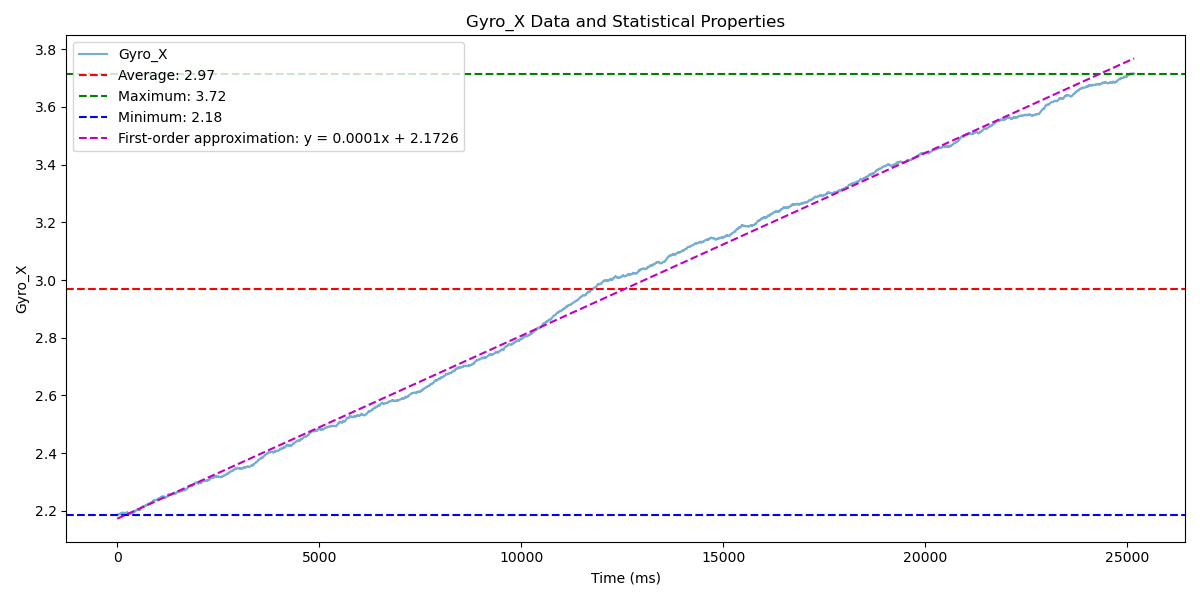 Gyro_X Data and Statistical Properties
Gyro_X
Average: 2.97
Maximum: 3.72
Minimum: 2.18
First-order approximation: y = 0.0001x + 2.1726
3.8
3.6
3.4
3.2
3.0
2.8
2.6
2.4
2.2
Gyro_X
0 5000 10000 15000 20000 25000
Time (ms)